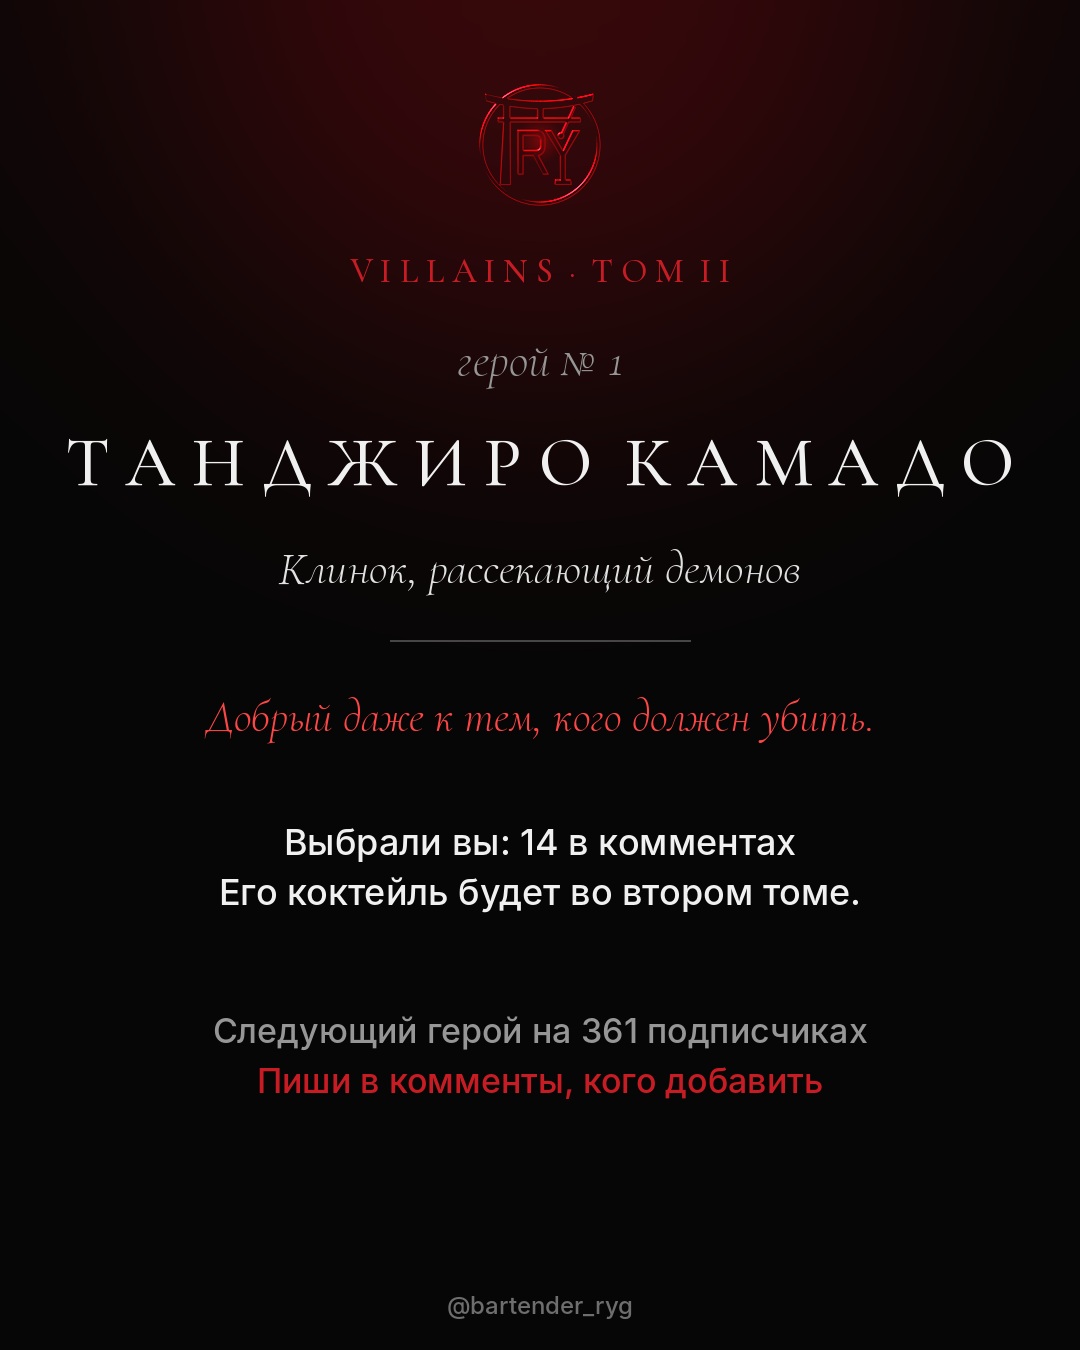 RY
VILLAINS · ТОМ II
герой № 1
ТАНДЖИРО КАМАДО
Клинок, рассекающий демонов
Добрый даже к тем, кого должен убить.
Выбрали вы: 14 в комментах
Его коктейль будет во втором томе.
Следующий герой на 361 подписчиках
Пиши в комменты, кого добавить
@bartender_ryg